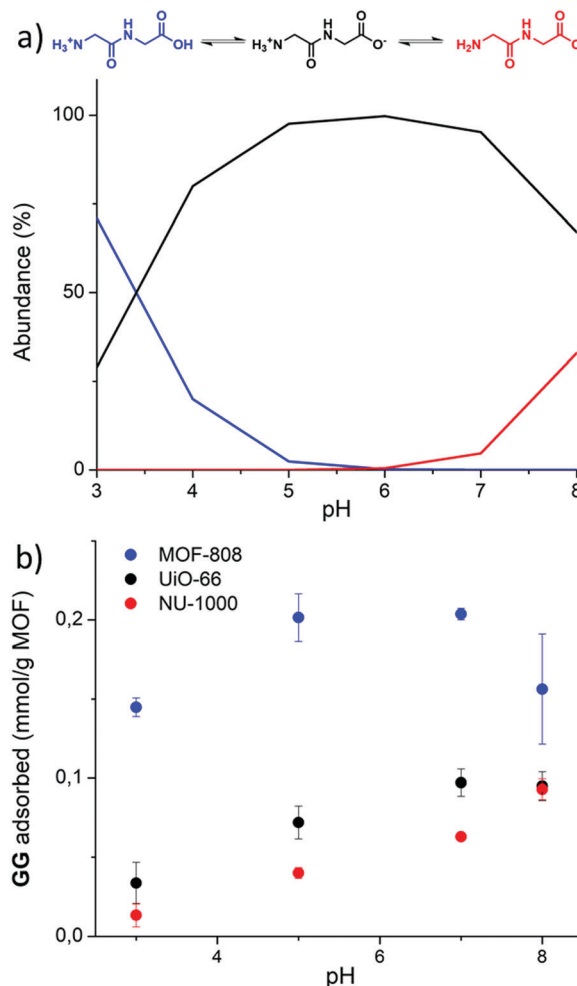 a)
H₃⁺N
H
N
O
O
OH
H₃⁺N
H
N
O
O
O⁻
H₂N
H
N
O
O
O
100
50
0
Abundance (%)
3 4 5 6 7 8
pH
b)
MOF-808
UiO-66
NU-1000
0,2
0,1
0,0
GG adsorbed (mmol/g MOF)
4 6 8
pH